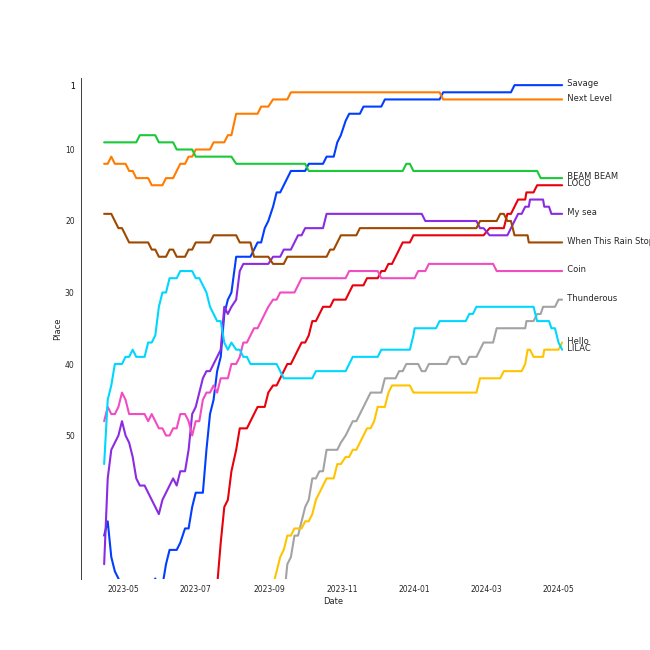 1
Savage
Next Level
10
BEAM BEAM
LOCO
20
My sea
When This Rain Stop
Coin
30
Thunderous
Place
Hello
LILAC
40
50
2023-05
2023-07
2023-09
2023-11
2024-01
2024-03
2024-05
Date